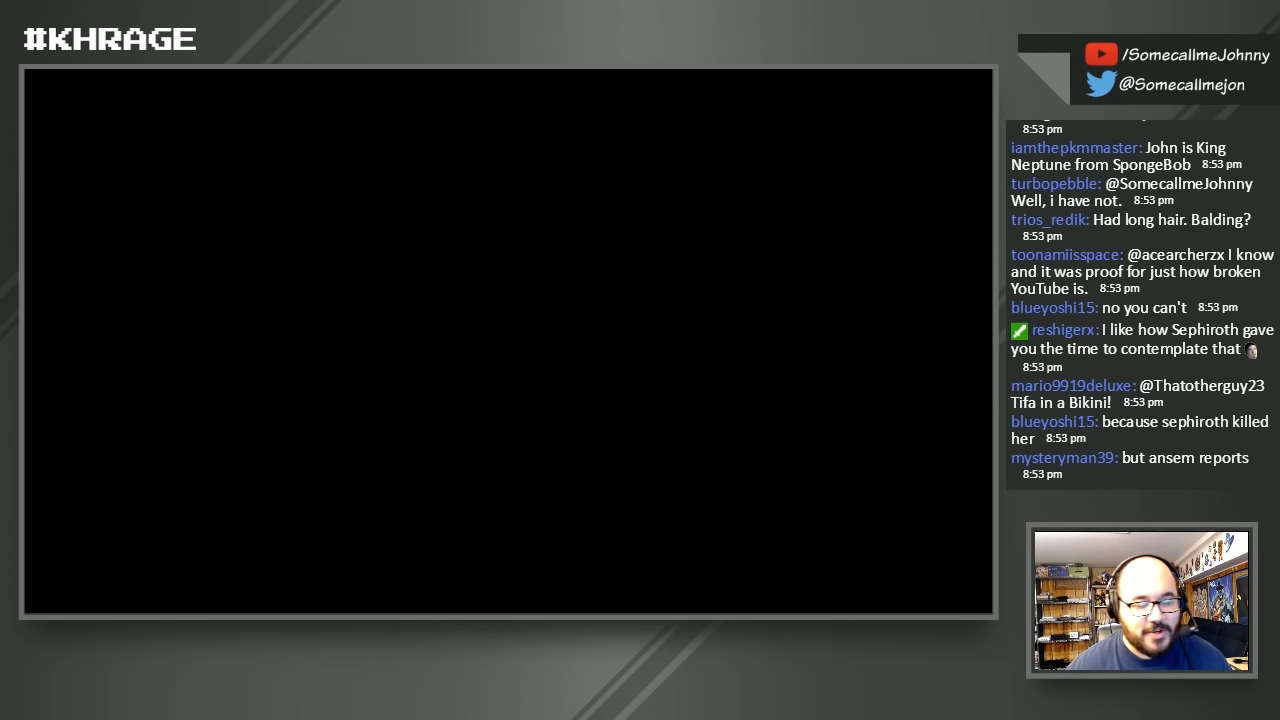 #KHRAGE
/SomecallmeJohnny
@Somecallmejon
8:53 pm
iamthepkmmaster: John is King
Neptune from SpongeBob 8:53 pm
turbopebble: @SomecallmeJohnny
Well, i have not. 8:53 pm
trios_redik: Had long hair. Balding?
8:53 pm
toonamiisspace: @acearcherzx I know
and it was proof for just how broken
YouTube is. 8:53 pm
blueyoshi15: no you can't 8:53 pm
reshigerx: I like how Sephiroth gave
you the time to contemplate that
8:53 pm
mario9919deluxe: @Thatotherguy23
Tifa in a Bikini! 8:53 pm
blueyoshi15: because sephiroth killed
her 8:53 pm
mysteryman39: but ansem reports
8:53 pm